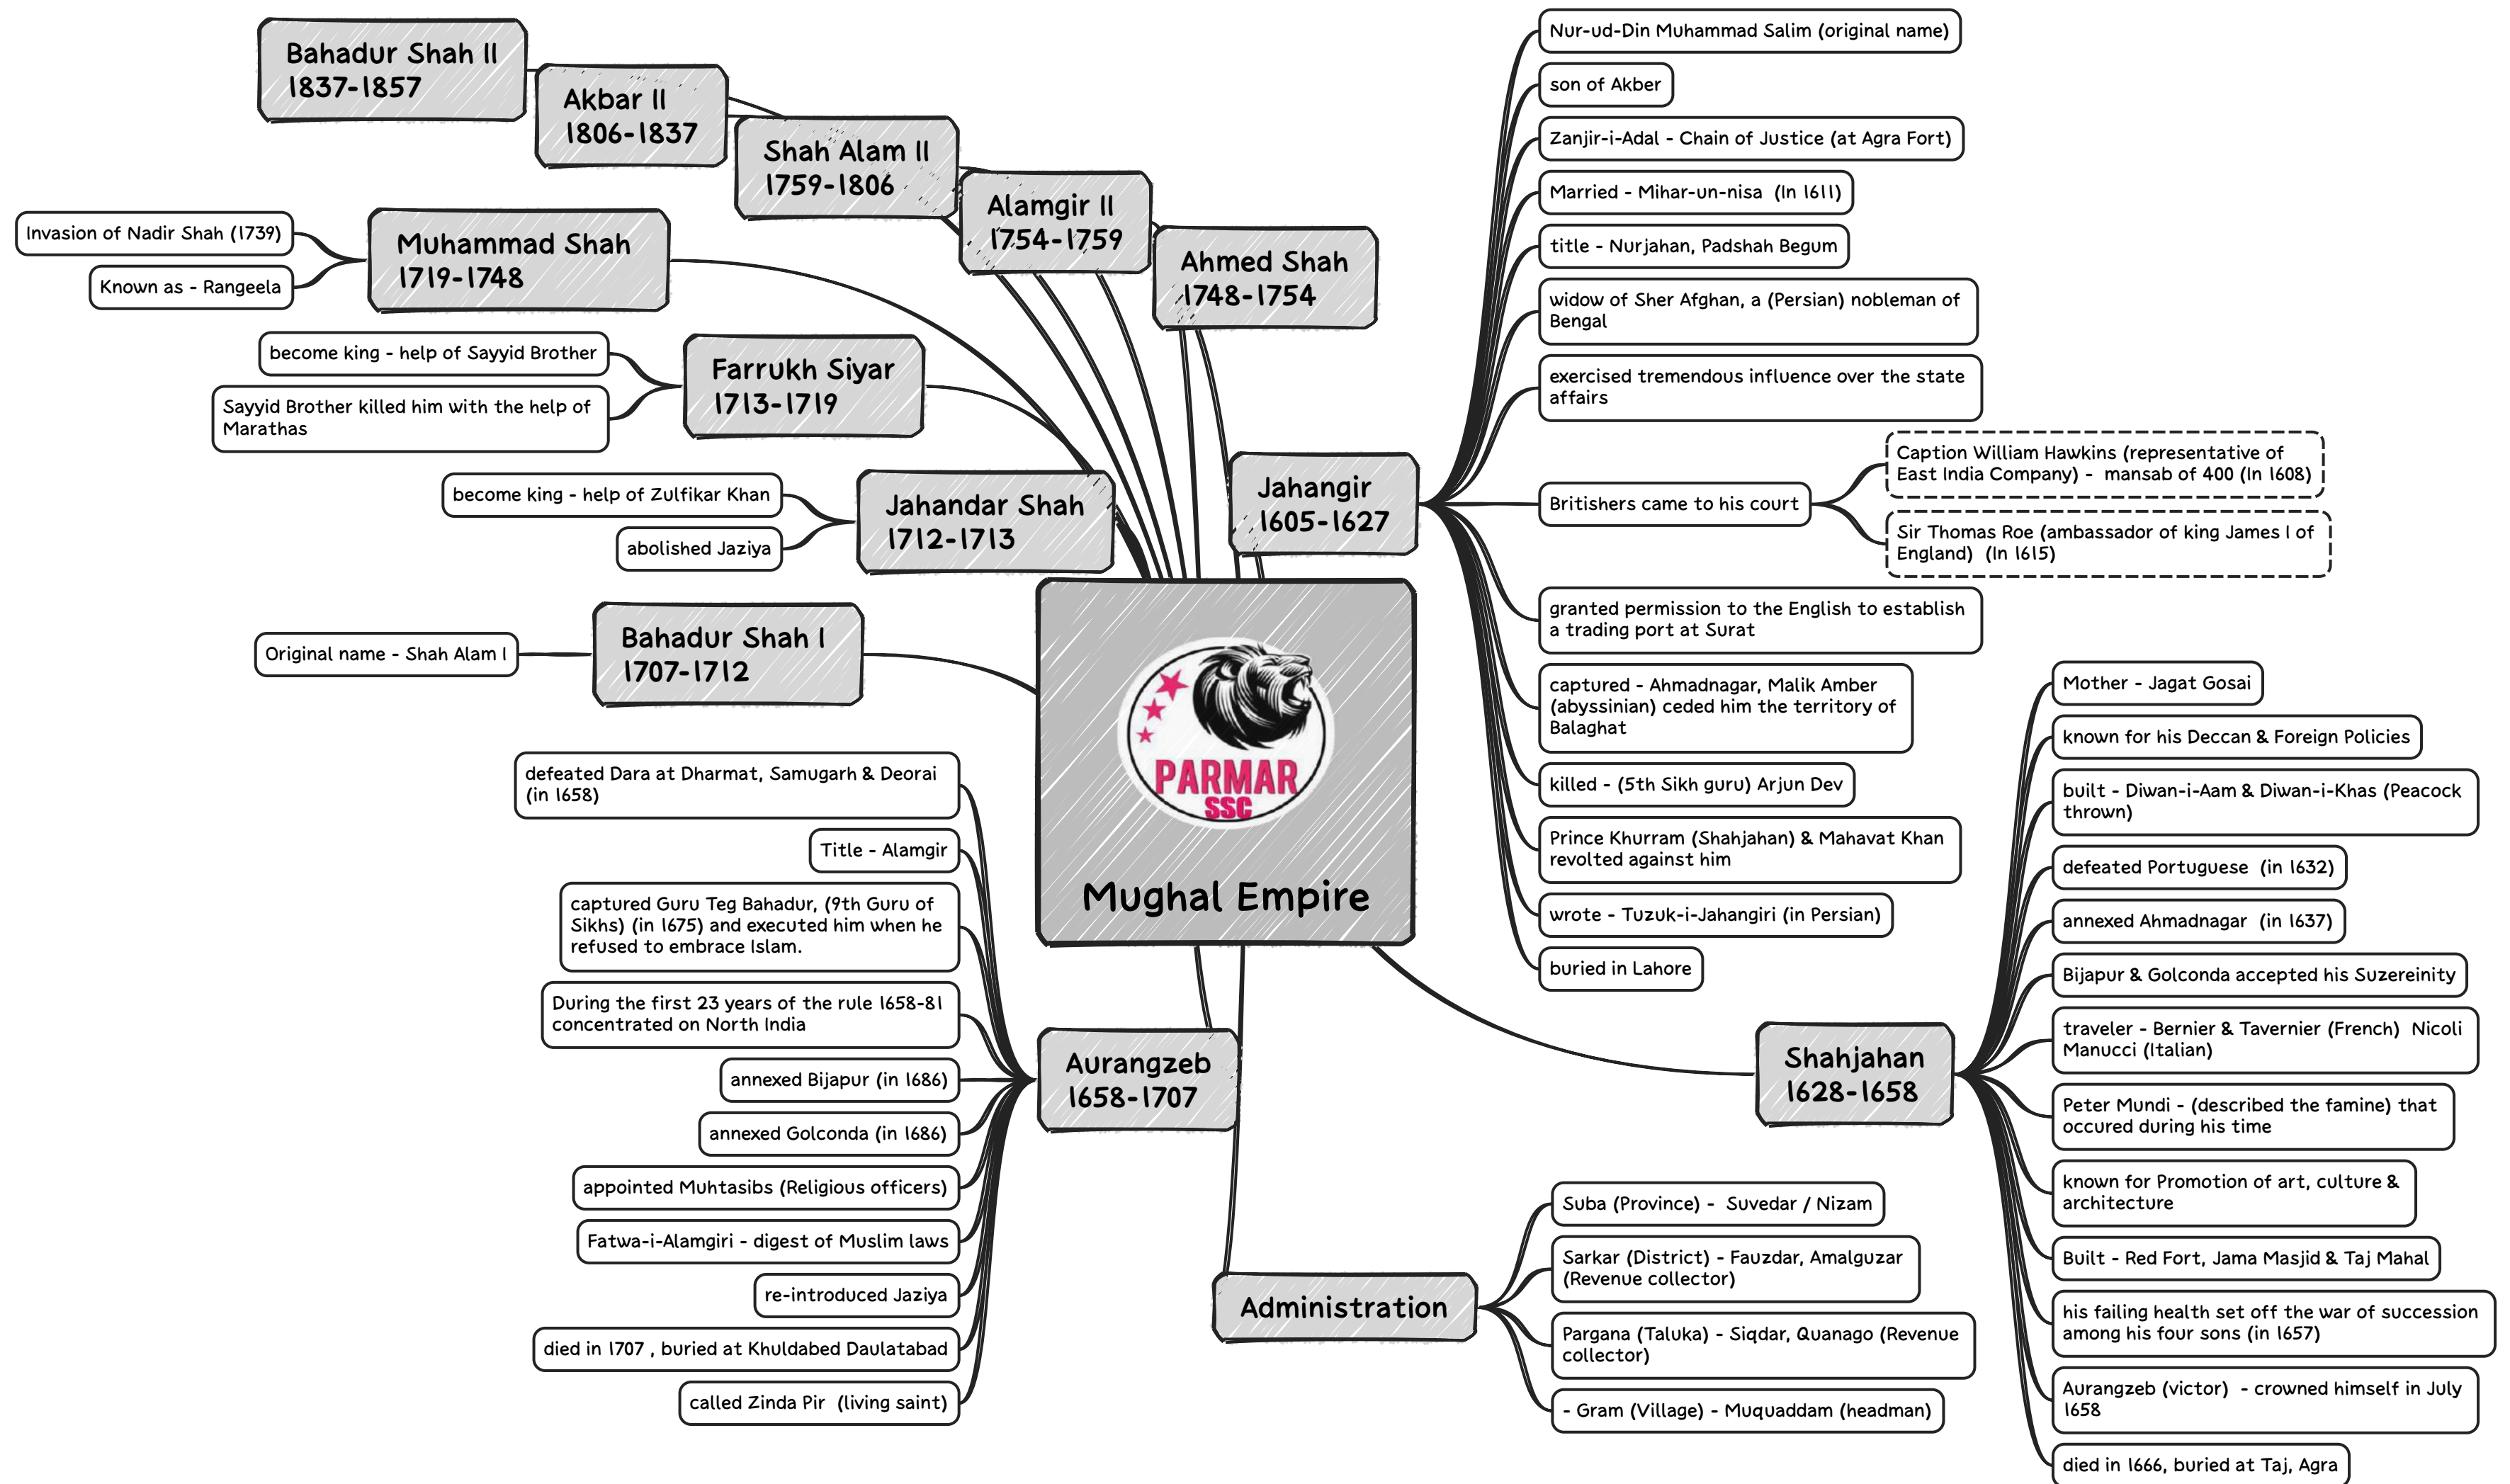 Bahadur Shah II
1837-1857
Akbar II
1806-1837
Shah Alam II
1759-1806
Alamgir II
1754-1759
Ahmed Shah
1748-1754
Muhammad Shah
1719-1748
Invasion of Nadir Shah (1739)
Known as - Rangeela
Farrukh Siyar
1713-1719
become king - help of Sayyid Brother
Sayyid Brother killed him with the help of
Marathas
Jahandar Shah
1712-1713
become king - help of Zulfikar Khan
abolished Jaziya
Bahadur Shah I
1707-1712
Original name - Shah Alam I
PARMAR
SSC
Mughal Empire
Jahangir
1605-1627
Nur-ud-Din Muhammad Salim (original name)
son of Akber
Zanjir-i-Adal - Chain of Justice (at Agra Fort)
Married - Mihar-un-nisa (In 1611)
title - Nurjahan, Padshah Begum
widow of Sher Afghan, a (Persian) nobleman of
Bengal
exercised tremendous influence over the state
affairs
Britishers came to his court
Caption William Hawkins (representative of
East India Company) - mansab of 400 (In 1608)
Sir Thomas Roe (ambassador of king James I of
England) (In 1615)
granted permission to the English to establish
a trading port at Surat
captured - Ahmadnagar, Malik Amber
(abyssinian) ceded him the territory of
Balaghat
killed - (5th Sikh guru) Arjun Dev
Prince Khurram (Shahjahan) & Mahavat Khan
revolted against him
wrote - Tuzuk-i-Jahangiri (in Persian)
buried in Lahore
Shahjahan
1628-1658
Mother - Jagat Gosai
known for his Deccan & Foreign Policies
built - Diwan-i-Aam & Diwan-i-Khas (Peacock
thrown)
defeated Portuguese (in 1632)
annexed Ahmadnagar (in 1637)
Bijapur & Golconda accepted his Suzereinity
traveler - Bernier & Tavernier (French) Nicoli
Manucci (Italian)
Peter Mundi - (described the famine) that
occured during his time
known for Promotion of art, culture &
architecture
Built - Red Fort, Jama Masjid & Taj Mahal
his failing health set off the war of succession
among his four sons (in 1657)
Aurangzeb (victor) - crowned himself in July
1658
died in 1666, buried at Taj, Agra
Aurangzeb
1658-1707
defeated Dara at Dharmat, Samugarh & Deorai
(in 1658)
Title - Alamgir
captured Guru Teg Bahadur, (9th Guru of
Sikhs) (in 1675) and executed him when he
refused to embrace Islam.
During the first 23 years of the rule 1658-81
concentrated on North India
annexed Bijapur (in 1686)
annexed Golconda (in 1686)
appointed Muhtasibs (Religious officers)
Fatwa-i-Alamgiri - digest of Muslim laws
re-introduced Jaziya
died in 1707 , buried at Khuldabed Daulatabad
called Zinda Pir (living saint)
Administration
Suba (Province) - Suvedar / Nizam
Sarkar (District) - Fauzdar, Amalguzar
(Revenue collector)
Pargana (Taluka) - Siqdar, Quanago (Revenue
collector)
- Gram (Village) - Muquaddam (headman)